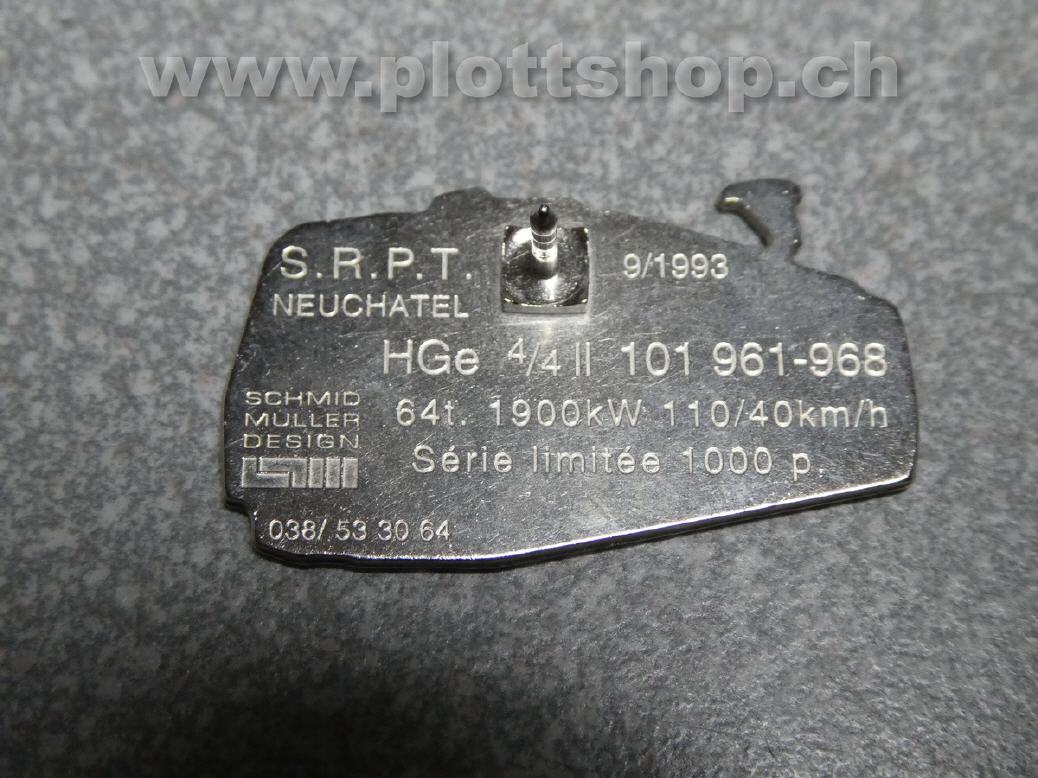 www.plottshop.ch
S.R.P.T. 9/1993
NEUCHATEL
HGe 4/4 II 101 961-968
SCHMID
MULLER
DESIGN
64t. 1900kW 110/40km/h
Série limitée 1000 p.
038/ 53 30 64